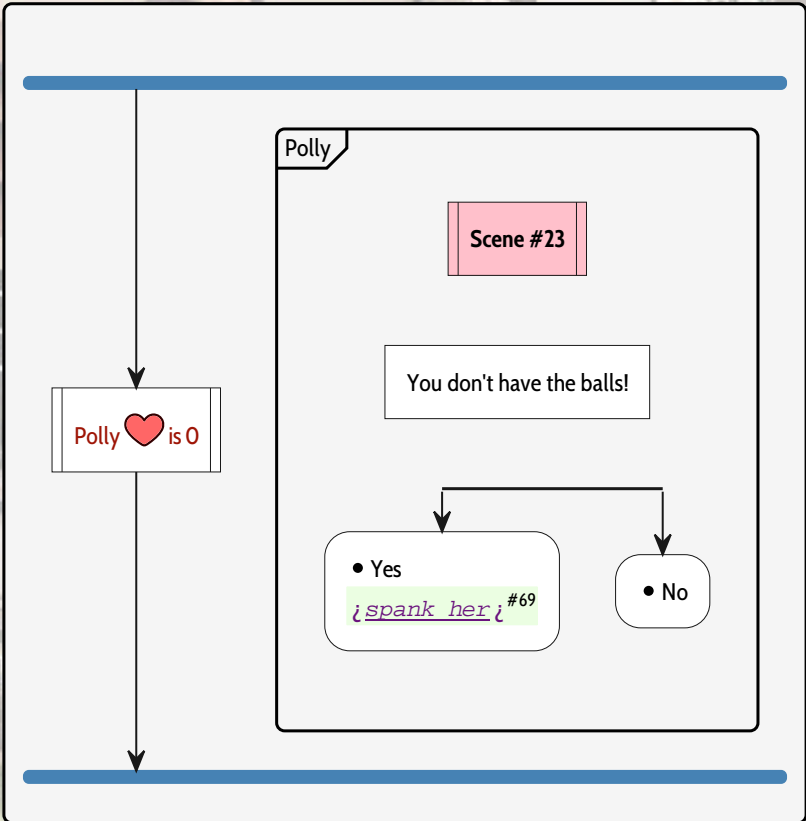 Polly
Scene #23
You don't have the balls!
Polly ❤ is 0
• Yes
¿spank her¿#69
• No